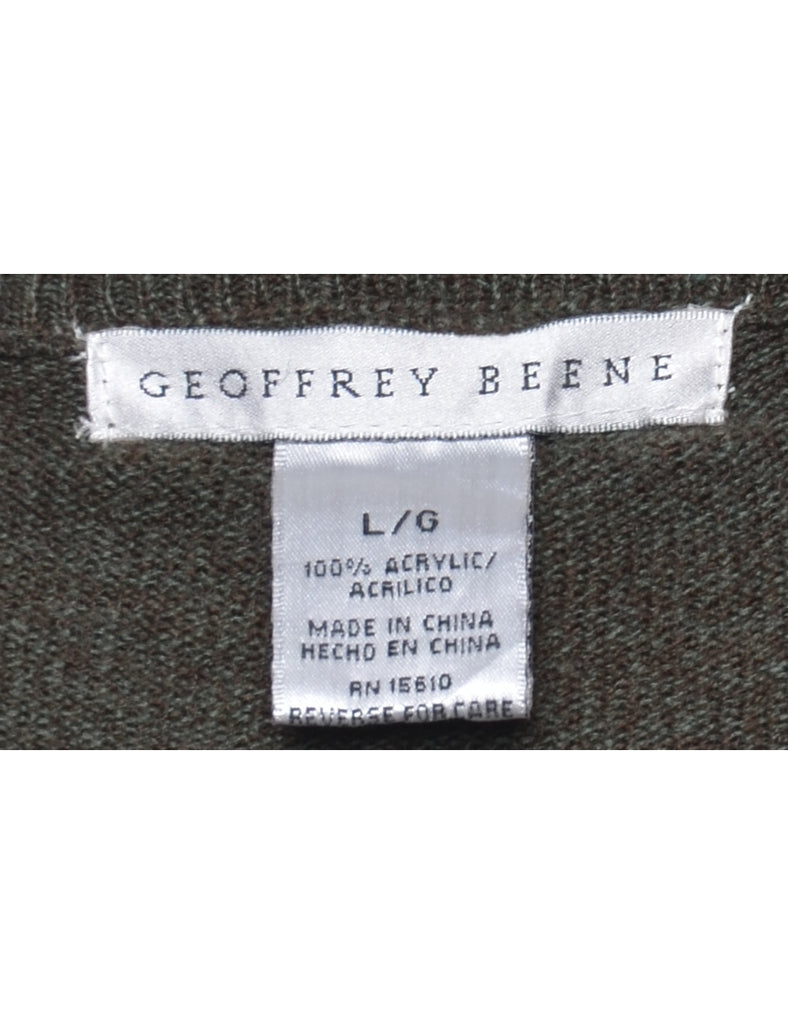 GEOFFREY BEENE
L/G
100% ACRYLIC/
ACRILICO
MADE IN CHINA
HECHO EN CHINA
RN 15610
REVERSE FOR CARE